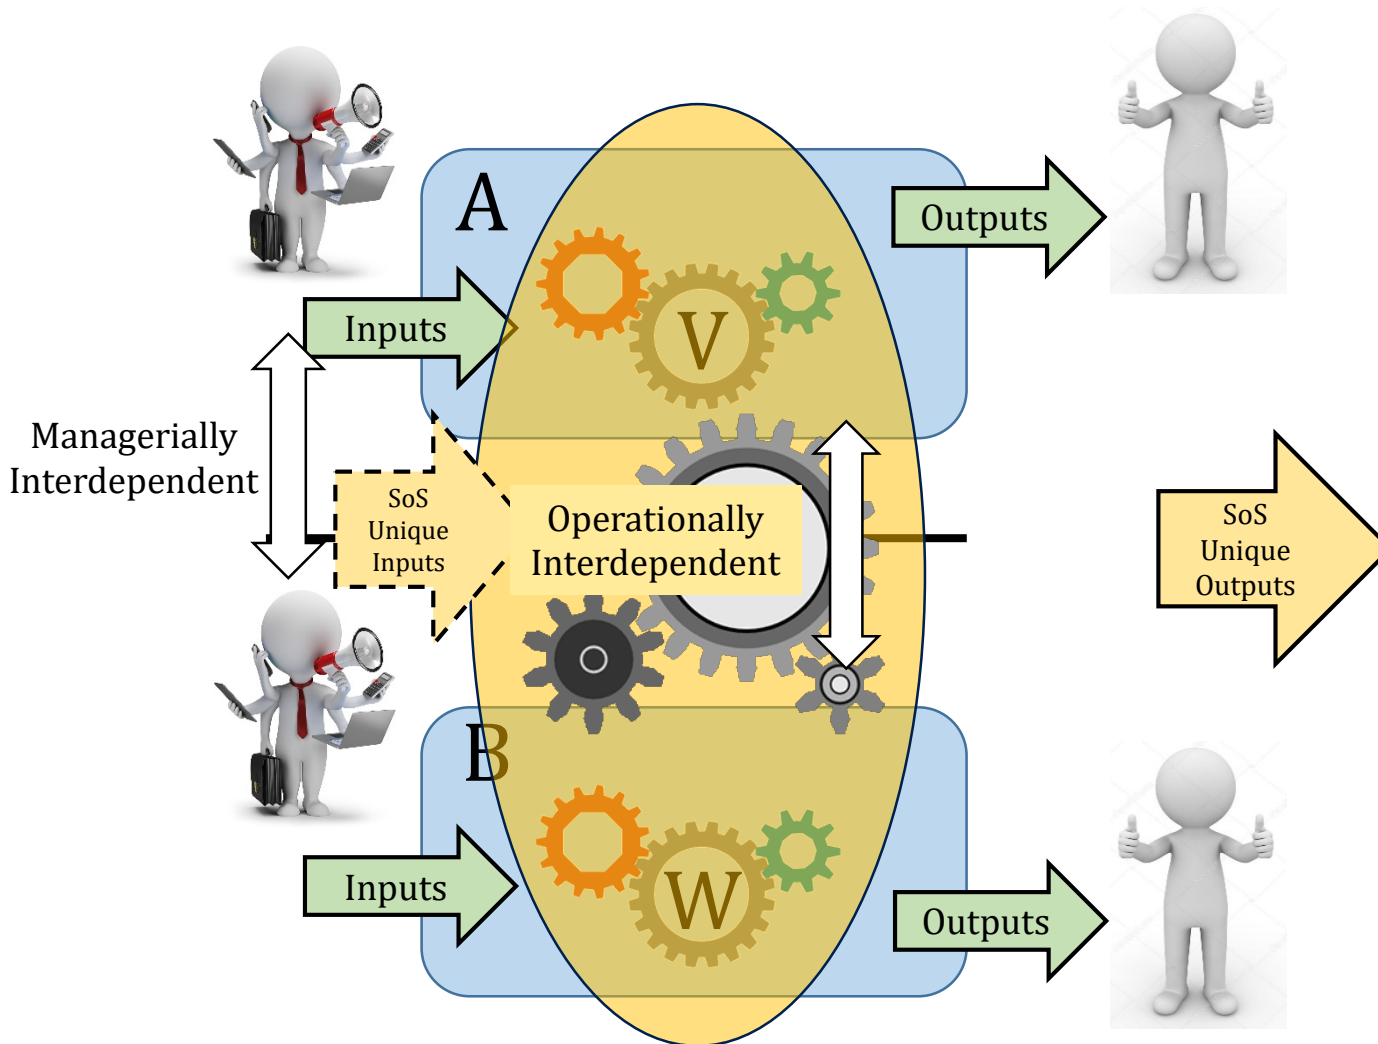 A
Outputs
Inputs
V
Managerially
Interdependent
SoS
Unique
Inputs
Operationally
Interdependent
SoS
Unique
Outputs
B
Inputs
W
Outputs